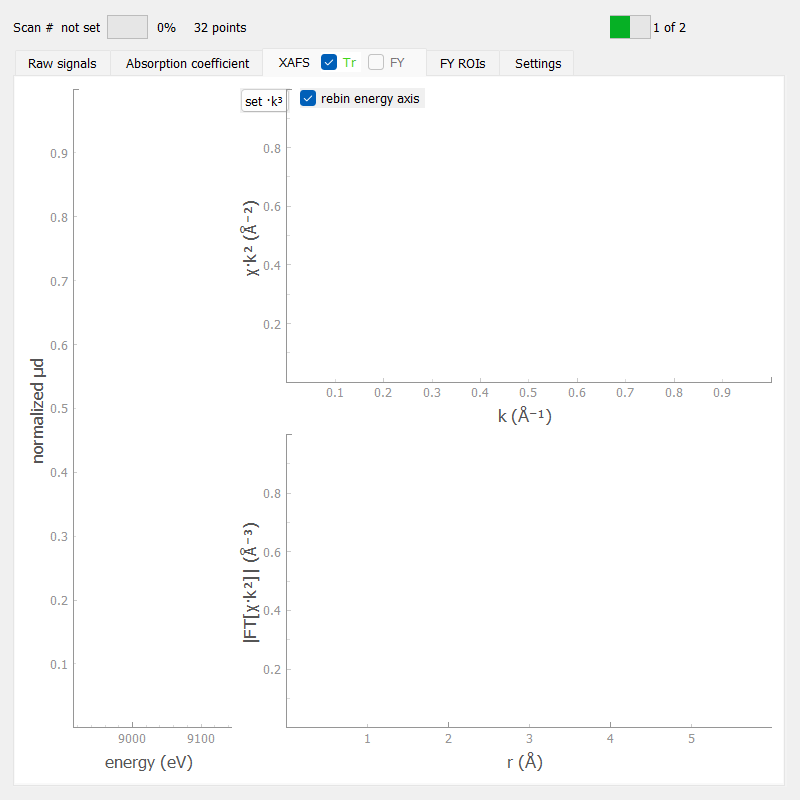 Scan # not set 0% 32 points 1 of 2
Raw signals Absorption coefficient XAFS Tr FY FY ROIs Settings
set ·k³ rebin energy axis
normalized μd
0.9
0.8
0.7
0.6
0.5
0.4
0.3
0.2
0.1
9000 9100
energy (eV)
χ·k² (Å⁻²)
0.8
0.6
0.4
0.2
0.1 0.2 0.3 0.4 0.5 0.6 0.7 0.8 0.9
k (Å⁻¹)
|FT[χ·k²]| (Å⁻³)
0.8
0.6
0.4
0.2
1 2 3 4 5
r (Å)